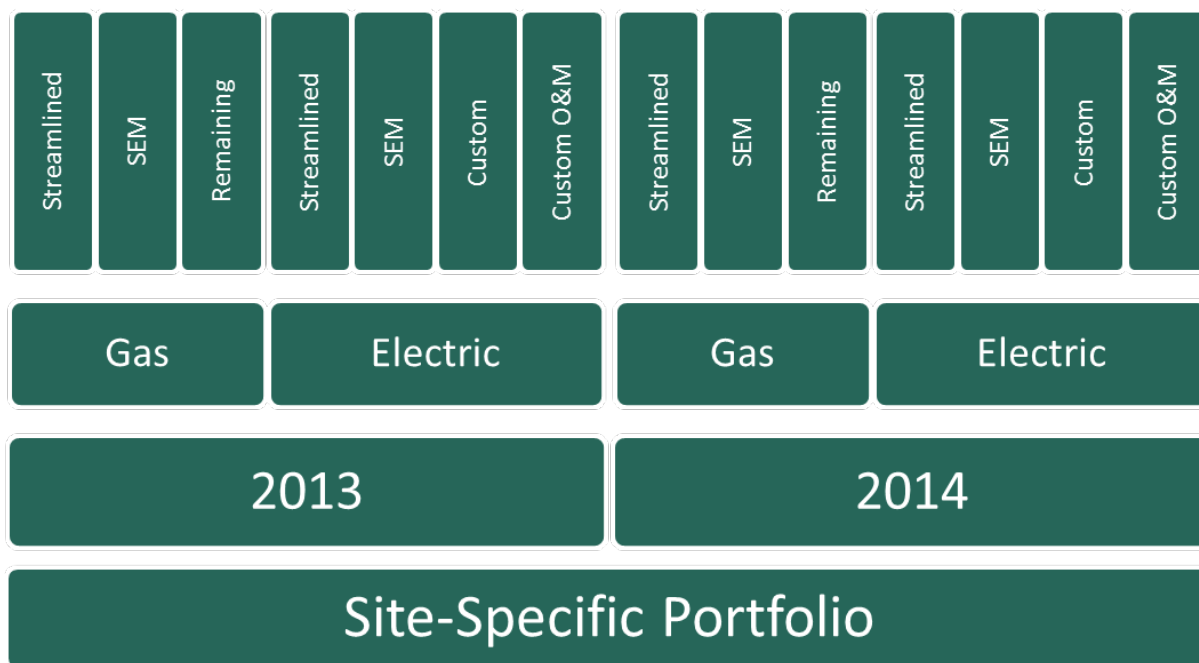 Streamlined
SEM
Remaining
Streamlined
SEM
Custom
Custom O&M
Streamlined
SEM
Remaining
Streamlined
SEM
Custom
Custom O&M
Gas
Electric
Gas
Electric
2013
2014
Site-Specific Portfolio